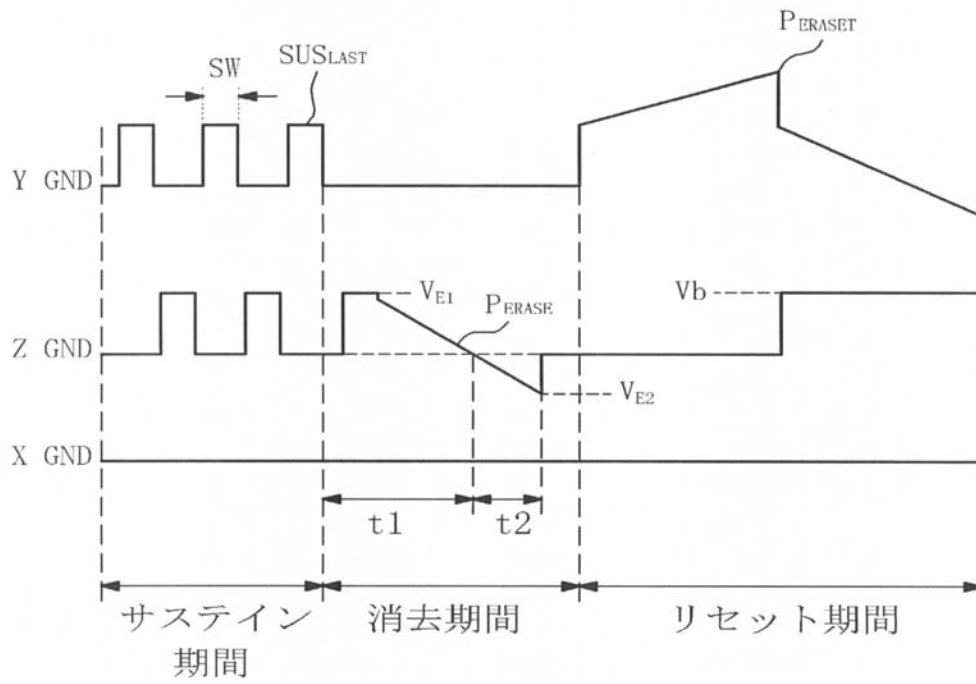 PERASET
SUSLAST
SW
Y GND
VE1
PERASE
Vb
Z GND
VE2
X GND
t1
t2
サステイン
期間
消去期間
リセット期間